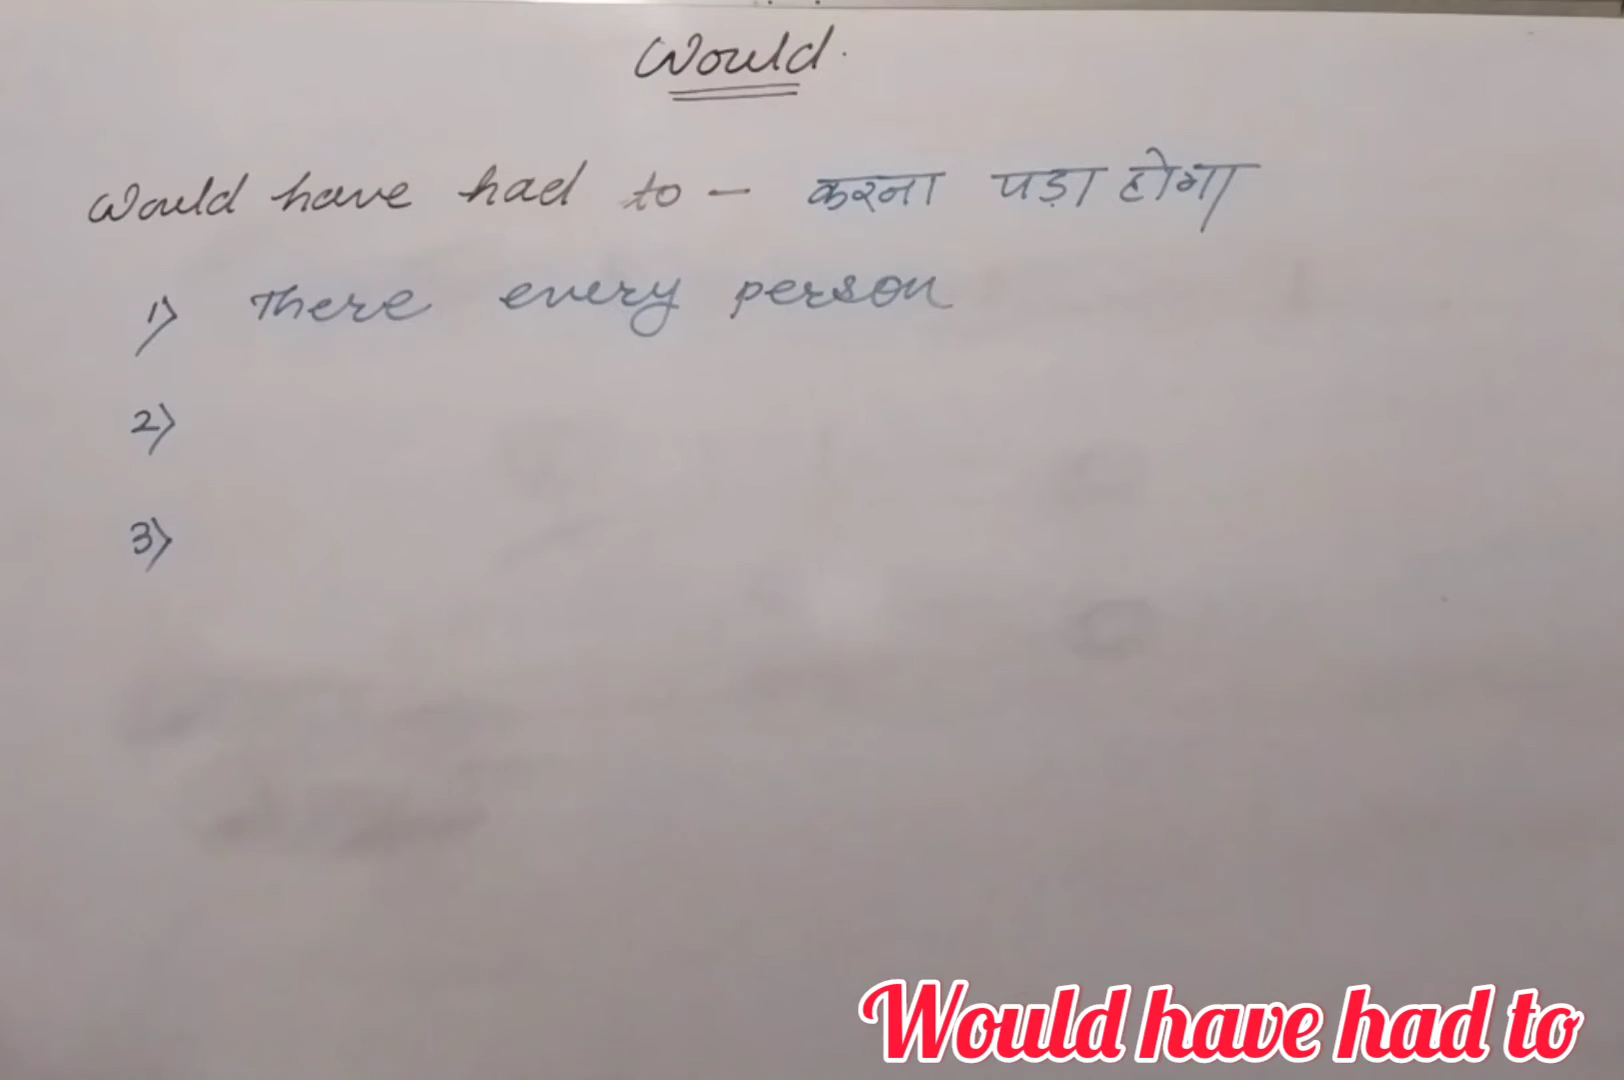 Would.
Would have had to - करना पड़ा होगा
1) There every person
2)
3)
Would have had to